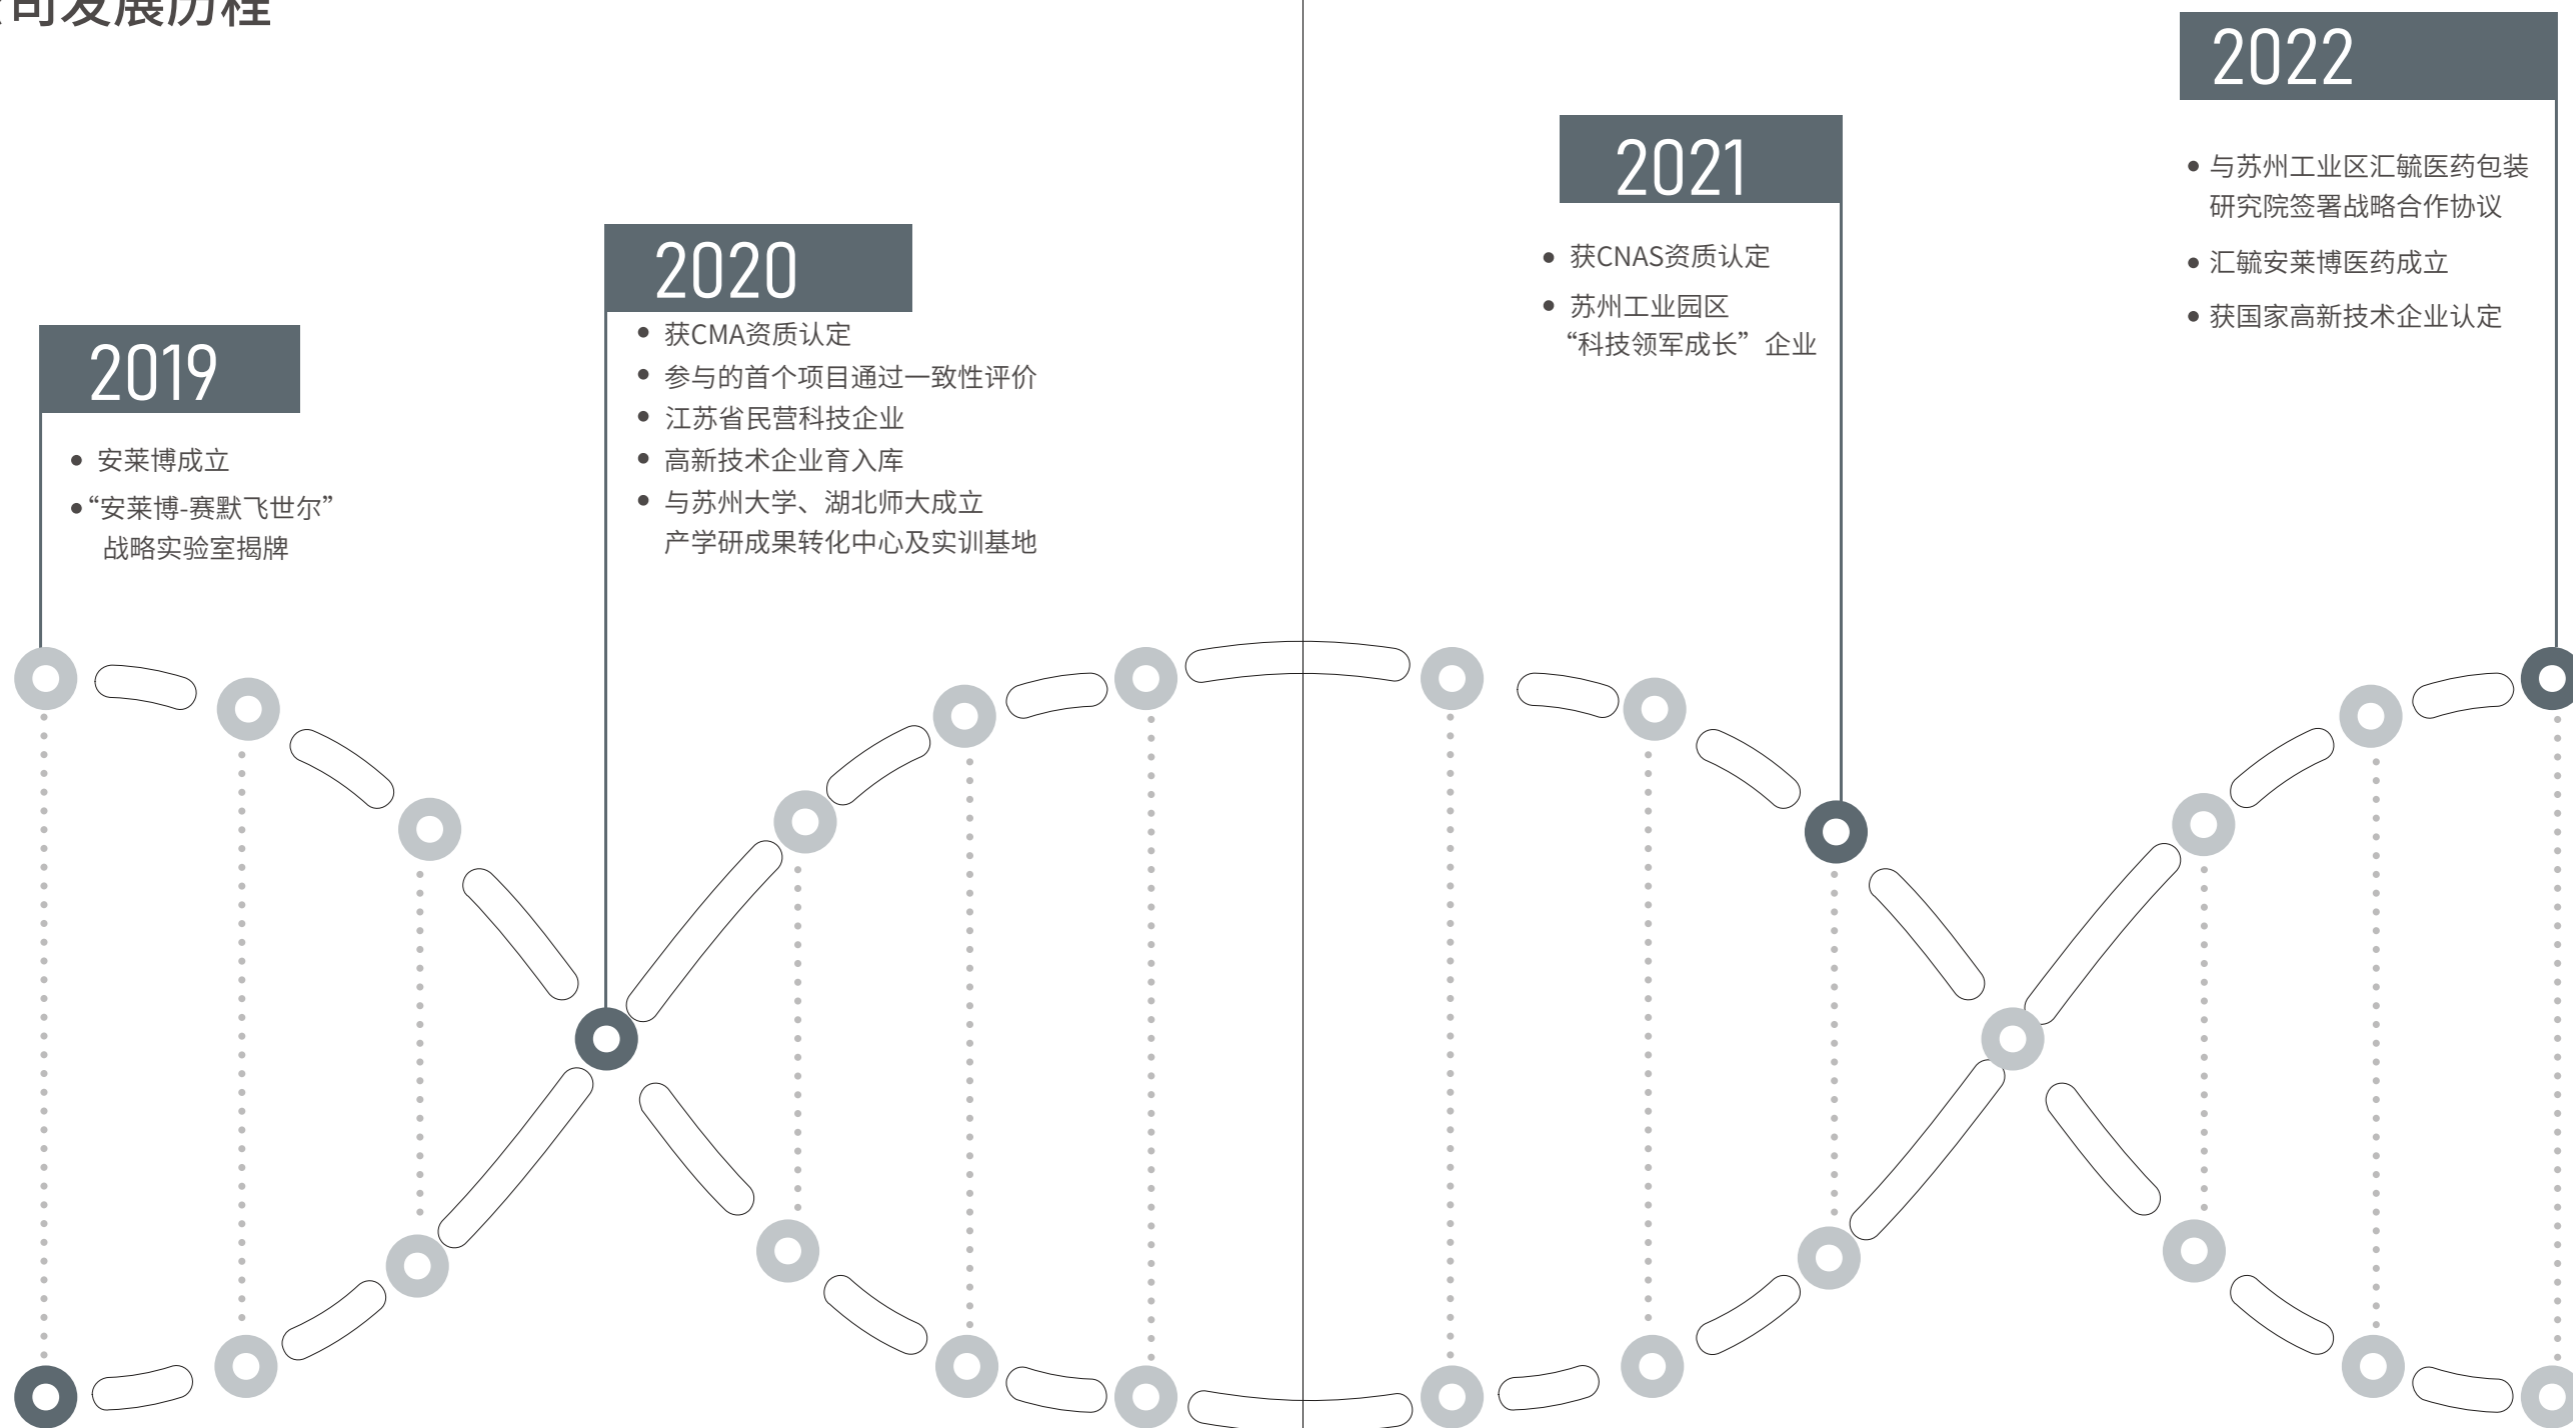 司发展历程
2019
安莱博成立
“安莱博-赛默飞世尔”
战略实验室揭牌
2020
获CMA资质认定
参与的首个项目通过一致性评价
江苏省民营科技企业
高新技术企业育入库
与苏州大学、湖北师大成立
产学研成果转化中心及实训基地
2021
获CNAS资质认定
苏州工业园区
“科技领军成长”企业
2022
与苏州工业区汇毓医药包装
研究院签署战略合作协议
汇毓安莱博医药成立
获国家高新技术企业认定